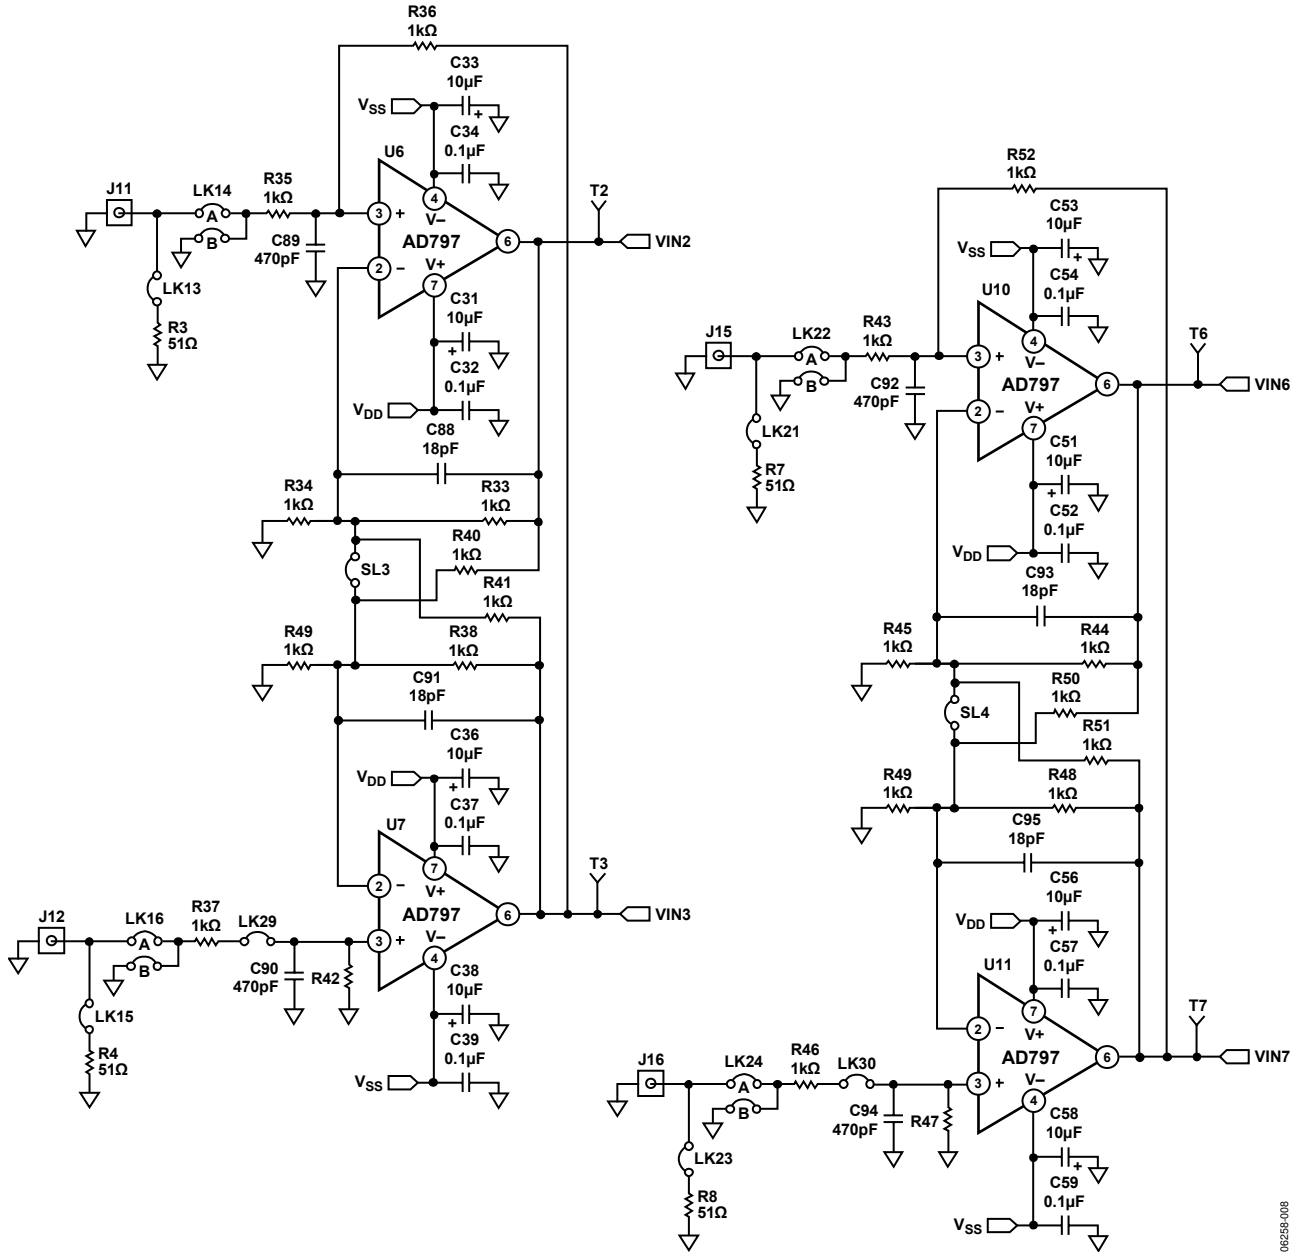 R36
1kΩ
C33
10µF
VSS
+
C34
0.1µF
U6
J11
LK14
R35
1kΩ
A
B
C89
470pF
LK13
R3
51Ω
3
+
4
V–
AD797
6
2
–
V+
7
T2
VIN2
C31
10µF
+
C32
0.1µF
VDD
C88
18pF
R34
1kΩ
R33
1kΩ
R40
1kΩ
SL3
R41
1kΩ
R49
1kΩ
R38
1kΩ
C91
18pF
C36
10µF
VDD
+
C37
0.1µF
U7
7
V+
2
–
AD797
6
3
+
V–
4
T3
VIN3
J12
LK16
R37
1kΩ
LK29
A
B
C90
470pF
R42
LK15
R4
51Ω
C38
10µF
+
C39
0.1µF
VSS
R52
1kΩ
C53
10µF
VSS
+
C54
0.1µF
U10
J15
LK22
R43
1kΩ
A
B
C92
470pF
LK21
R7
51Ω
3
+
4
V–
AD797
6
2
–
V+
7
T6
VIN6
C51
10µF
+
C52
0.1µF
VDD
C93
18pF
R45
1kΩ
R44
1kΩ
R50
1kΩ
SL4
R51
1kΩ
R49
1kΩ
R48
1kΩ
C95
18pF
C56
10µF
VDD
+
C57
0.1µF
U11
7
V+
2
–
AD797
6
3
+
V–
4
T7
VIN7
J16
LK24
R46
1kΩ
LK30
A
B
C94
470pF
R47
LK23
R8
51Ω
C58
10µF
+
C59
0.1µF
VSS
06258-008